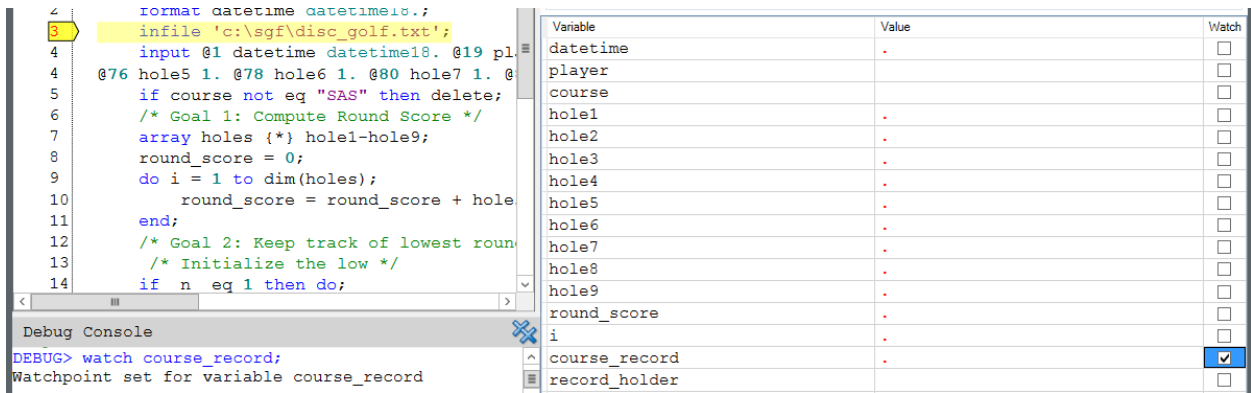 2 format datetime datetime18.;
3 infile 'c:\sgf\disc_golf.txt';
4 input @1 datetime datetime18. @19 pl
4 @76 hole5 1. @78 hole6 1. @80 hole7 1. @
5 if course not eq "SAS" then delete;
6 /* Goal 1: Compute Round Score */
7 array holes {*} hole1-hole9;
8 round_score = 0;
9 do i = 1 to dim(holes);
10 round_score = round_score + hole
11 end;
12 /* Goal 2: Keep track of lowest roun
13 /* Initialize the low */
14 if _n_ eq 1 then do;
Debug Console
DEBUG> watch course_record;
Watchpoint set for variable course_record
Variable Value Watch
datetime .
player
course
hole1 .
hole2 .
hole3 .
hole4 .
hole5 .
hole6 .
hole7 .
hole8 .
hole9 .
round_score .
i .
course_record .
record_holder